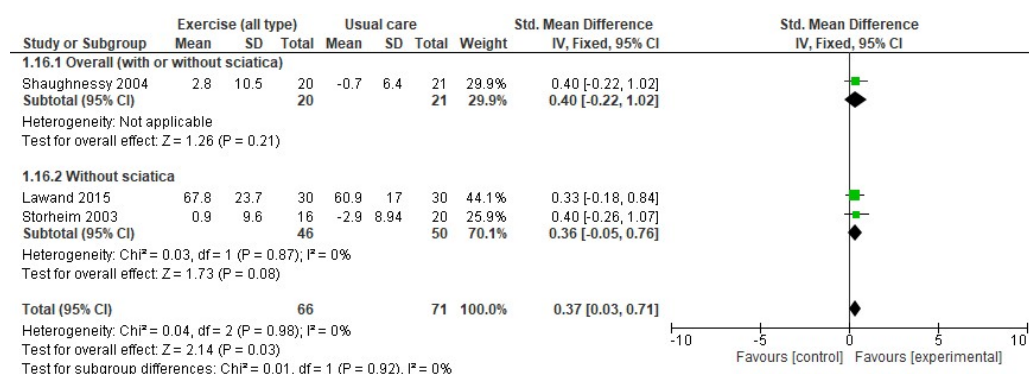 Exercise (all type) Usual care Std. Mean Difference Std. Mean Difference
Study or Subgroup Mean SD Total Mean SD Total Weight IV, Fixed, 95% CI IV, Fixed, 95% CI
1.16.1 Overall (with or without sciatica)
Shaughnessy 2004 2.8 10.5 20 -0.7 6.4 21 29.9% 0.40 [-0.22, 1.02]
Subtotal (95% CI) 20 21 29.9% 0.40 [-0.22, 1.02]
Heterogeneity: Not applicable
Test for overall effect: Z = 1.26 (P = 0.21)
1.16.2 Without sciatica
Lawand 2015 67.8 23.7 30 60.9 17 30 44.1% 0.33 [-0.18, 0.84]
Storheim 2003 0.9 9.6 16 -2.9 8.94 20 25.9% 0.40 [-0.26, 1.07]
Subtotal (95% CI) 46 50 70.1% 0.36 [-0.05, 0.76]
Heterogeneity: Chi² = 0.03, df = 1 (P = 0.87); I² = 0%
Test for overall effect: Z = 1.73 (P = 0.08)
Total (95% CI) 66 71 100.0% 0.37 [0.03, 0.71]
Heterogeneity: Chi² = 0.04, df = 2 (P = 0.98); I² = 0%
Test for overall effect: Z = 2.14 (P = 0.03)
Test for subgroup differences: Chi² = 0.01, df = 1 (P = 0.92), I² = 0%
-10 -5 0 5 10
Favours [control] Favours [experimental]